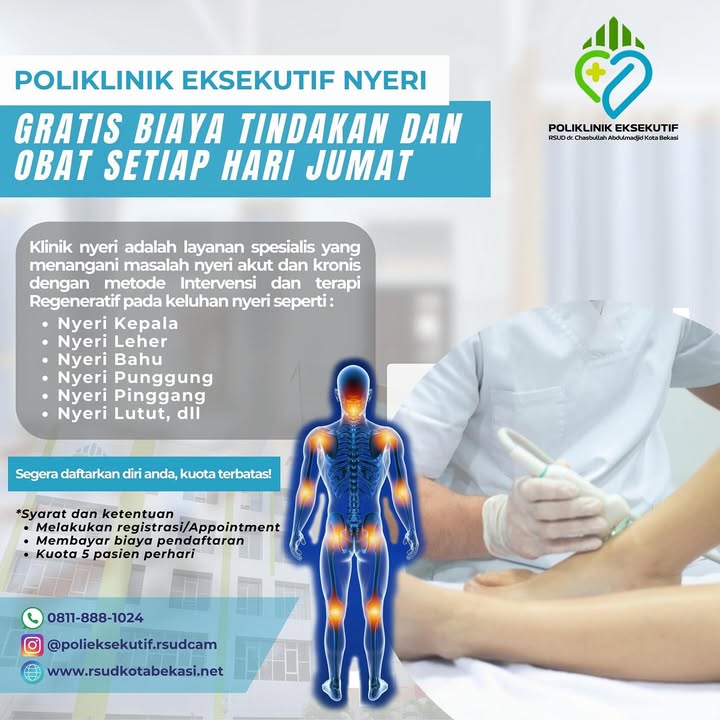 POLIKLINIK EKSEKUTIF
RSUD dr. Chasbullah Abdulmadjid Kota Bekasi
POLIKLINIK EKSEKUTIF NYERI
GRATIS BIAYA TINDAKAN DAN
OBAT SETIAP HARI JUMAT
Klinik nyeri adalah layanan spesialis yang
menangani masalah nyeri akut dan kronis
dengan metode Intervensi dan terapi
Regeneratif pada keluhan nyeri seperti :
• Nyeri Kepala
• Nyeri Leher
• Nyeri Bahu
• Nyeri Punggung
• Nyeri Pinggang
• Nyeri Lutut, dll
Segera daftarkan diri anda, kuota terbatas!
*Syarat dan ketentuan
• Melakukan registrasi/Appointment
• Membayar biaya pendaftaran
• Kuota 5 pasien perhari
0811-888-1024
@polieksekutif.rsudcam
www.rsudkotabekasi.net